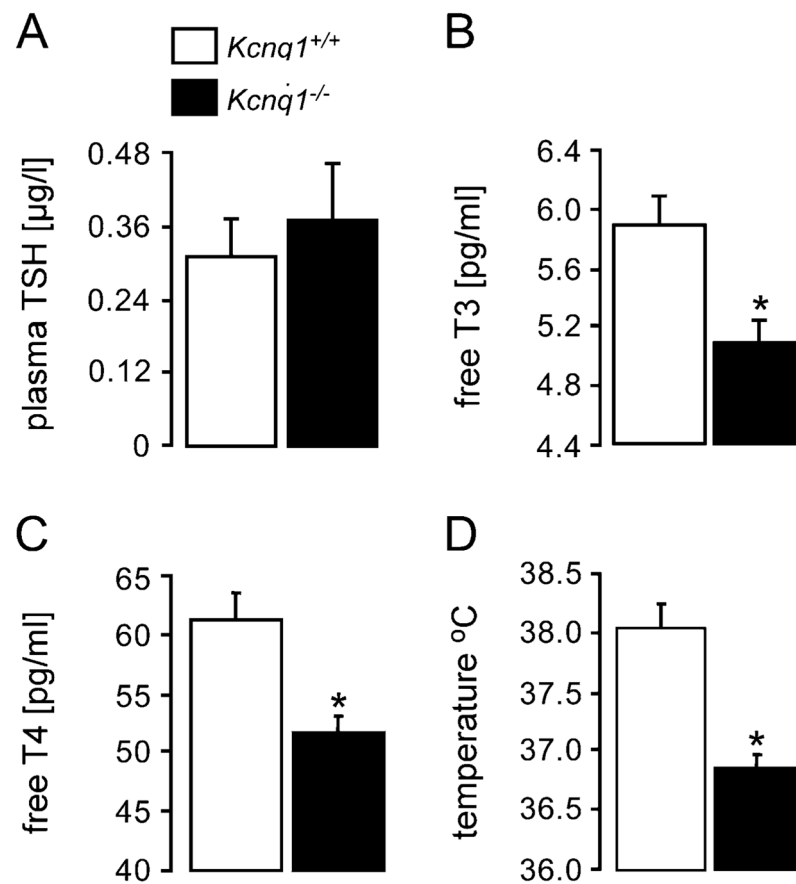 A
Kcnq1+/+
Kcnq1-/-
plasma TSH [µg/l]
0.48
0.36
0.24
0.12
0
B
free T3 [pg/ml]
6.4
6.0
5.6
5.2
4.8
4.4
*
C
free T4 [pg/ml]
65
60
55
50
45
40
*
D
temperature ºC
38.5
38.0
37.5
37.0
36.5
36.0
*